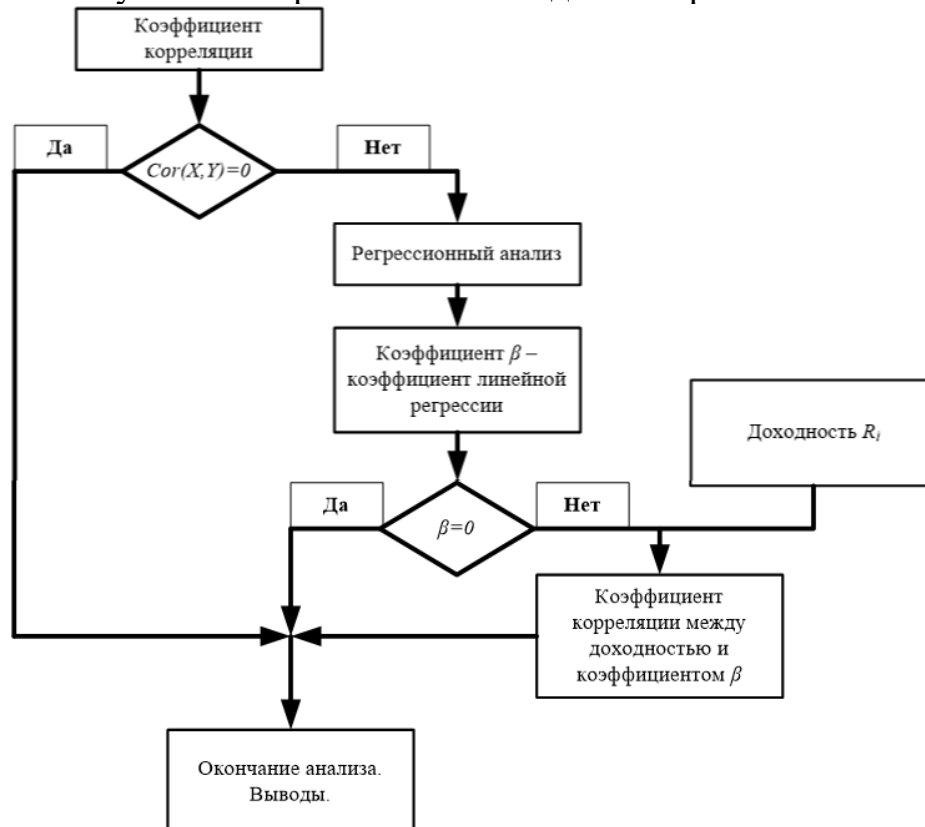 Коэффициент
корреляции
Да
Нет
Cor(X,Y)=0
Регрессионный анализ
Коэффициент β –
коэффициент линейной
регрессии
Доходность Ri
Да
Нет
β=0
Коэффициент
корреляции между
доходностью и
коэффициентом β
Окончание анализа.
Выводы.